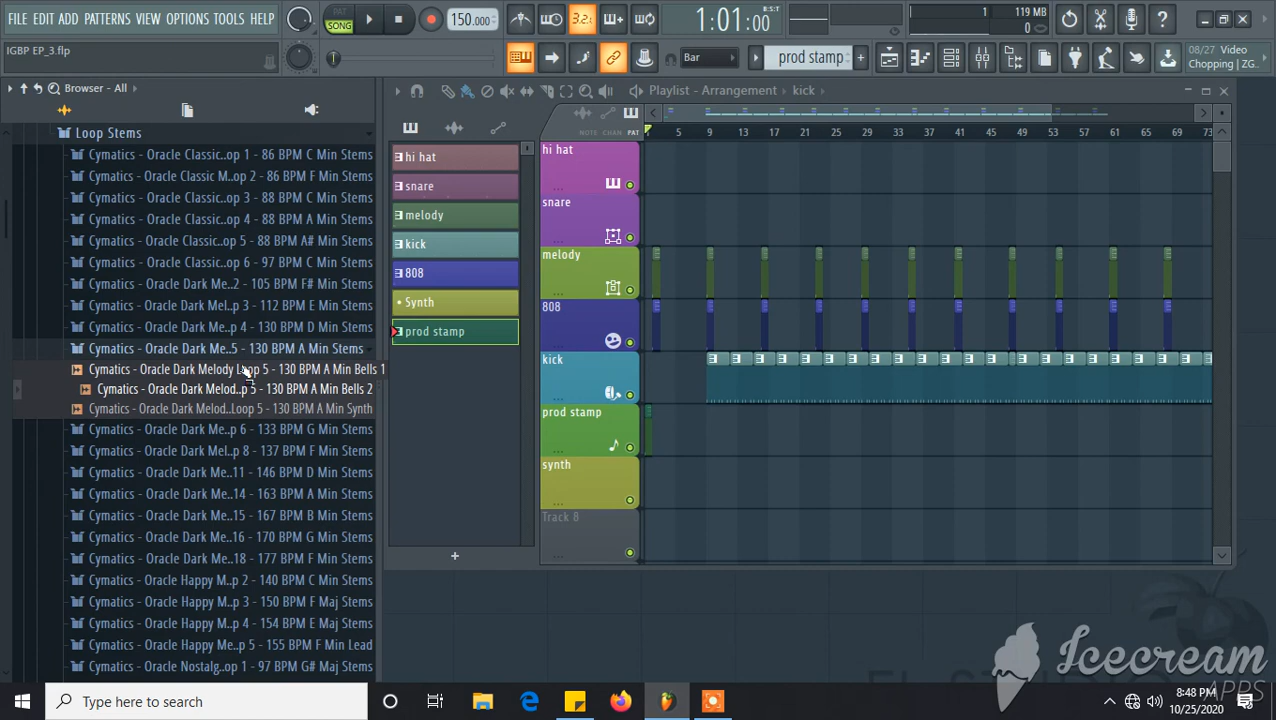 FILE EDIT ADD PATTERNS VIEW OPTIONS TOOLS HELP
PAT
SONG
150.000
3.2
1:01:00
1
119 MB
0
IGBP EP_3.flp
Bar
prod stamp
08/27 Video
Chopping | ZG..
Browser - All
Playlist - Arrangement kick
NOTE CHAN PAT
5 9 13 17 21 25 29 33 37 41 45 49 53 57 61 65 69 73
Loop Stems
Cymatics - Oracle Classic..op 1 - 86 BPM C Min Stems
Cymatics - Oracle Classic M..op 2 - 86 BPM F Min Stems
Cymatics - Oracle Classic..op 3 - 88 BPM C Min Stems
Cymatics - Oracle Classic..op 4 - 88 BPM A Min Stems
Cymatics - Oracle Classic..op 5 - 88 BPM A# Min Stems
Cymatics - Oracle Classic..op 6 - 97 BPM C Min Stems
Cymatics - Oracle Dark Me..2 - 105 BPM F# Min Stems
Cymatics - Oracle Dark Mel..p 3 - 112 BPM E Min Stems
Cymatics - Oracle Dark Me..p 4 - 130 BPM D Min Stems
Cymatics - Oracle Dark Me..5 - 130 BPM A Min Stems
Cymatics - Oracle Dark Melody Loop 5 - 130 BPM A Min Bells 1
Cymatics - Oracle Dark Melod..p 5 - 130 BPM A Min Bells 2
Cymatics - Oracle Dark Melod..Loop 5 - 130 BPM A Min Synth
Cymatics - Oracle Dark Me..p 6 - 133 BPM G Min Stems
Cymatics - Oracle Dark Mel..p 8 - 137 BPM F Min Stems
Cymatics - Oracle Dark Me..11 - 146 BPM D Min Stems
Cymatics - Oracle Dark Me..14 - 163 BPM A Min Stems
Cymatics - Oracle Dark Me..15 - 167 BPM B Min Stems
Cymatics - Oracle Dark Me..16 - 170 BPM G Min Stems
Cymatics - Oracle Dark Me..18 - 177 BPM F Min Stems
Cymatics - Oracle Happy M..p 2 - 140 BPM C Min Stems
Cymatics - Oracle Happy M..p 3 - 150 BPM F Maj Stems
Cymatics - Oracle Happy M..p 4 - 154 BPM E Maj Stems
Cymatics - Oracle Happy Me..p 5 - 155 BPM F Min Lead
Cymatics - Oracle Nostalg..op 1 - 97 BPM G# Maj Stems
hi hat
snare
melody
kick
808
Synth
prod stamp
+
hi hat
snare
melody
808
kick
prod stamp
synth
Track 8
Icecream
APPS
Type here to search
8:48 PM
10/25/2020